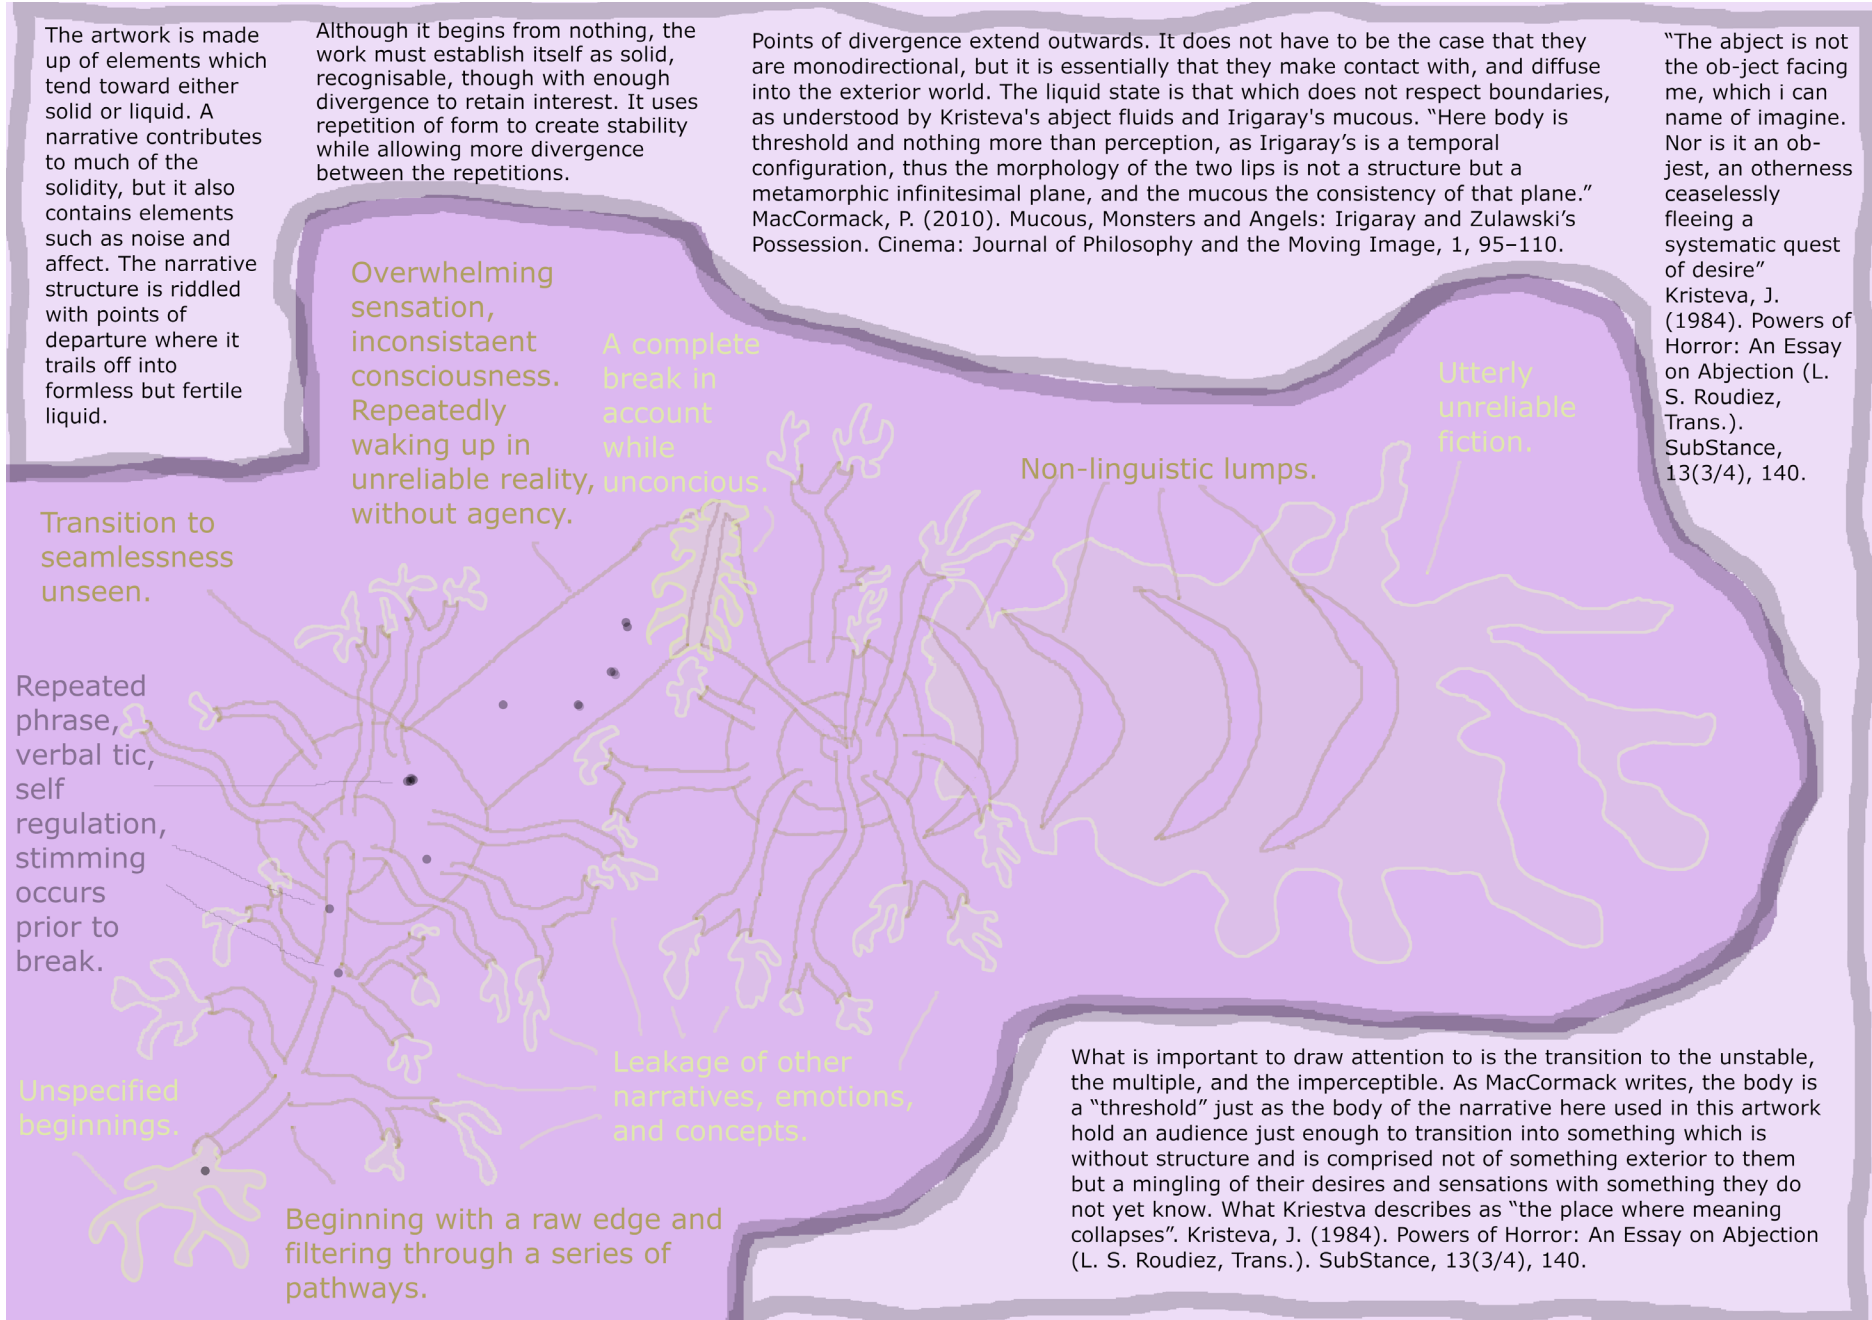 The artwork is made
up of elements which
tend toward either
solid or liquid. A
narrative contributes
to much of the
solidity, but it also
contains elements
such as noise and
affect. The narrative
structure is riddled
with points of
departure where it
trails off into
formless but fertile
liquid.
Although it begins from nothing, the
work must establish itself as solid,
recognisable, though with enough
divergence to retain interest. It uses
repetition of form to create stability
while allowing more divergence
between the repetitions.
Points of divergence extend outwards. It does not have to be the case that they
are monodirectional, but it is essentially that they make contact with, and diffuse
into the exterior world. The liquid state is that which does not respect boundaries,
as understood by Kristeva's abject fluids and Irigaray's mucous. “Here body is
threshold and nothing more than perception, as Irigaray’s is a temporal
configuration, thus the morphology of the two lips is not a structure but a
metamorphic infinitesimal plane, and the mucous the consistency of that plane.”
MacCormack, P. (2010). Mucous, Monsters and Angels: Irigaray and Zulawski’s
Possession. Cinema: Journal of Philosophy and the Moving Image, 1, 95–110.
“The abject is not
the ob-ject facing
me, which i can
name of imagine.
Nor is it an ob-
jest, an otherness
ceaselessly
fleeing a
systematic quest
of desire”
Kristeva, J.
(1984). Powers of
Horror: An Essay
on Abjection (L.
S. Roudiez,
Trans.).
SubStance,
13(3/4), 140.
Overwhelming
sensation,
inconsistaent
consciousness.
Repeatedly
waking up in
unreliable reality,
without agency.
A complete
break in
account
while
unconcious.
Utterly
unreliable
fiction.
Non-linguistic lumps.
Transition to
seamlessness
unseen.
Repeated
phrase,
verbal tic,
self
regulation,
stimming
occurs
prior to
break.
Unspecified
beginnings.
Leakage of other
narratives, emotions,
and concepts.
Beginning with a raw edge and
filtering through a series of
pathways.
What is important to draw attention to is the transition to the unstable,
the multiple, and the imperceptible. As MacCormack writes, the body is
a “threshold” just as the body of the narrative here used in this artwork
hold an audience just enough to transition into something which is
without structure and is comprised not of something exterior to them
but a mingling of their desires and sensations with something they do
not yet know. What Kriestva describes as “the place where meaning
collapses”. Kristeva, J. (1984). Powers of Horror: An Essay on Abjection
(L. S. Roudiez, Trans.). SubStance, 13(3/4), 140.